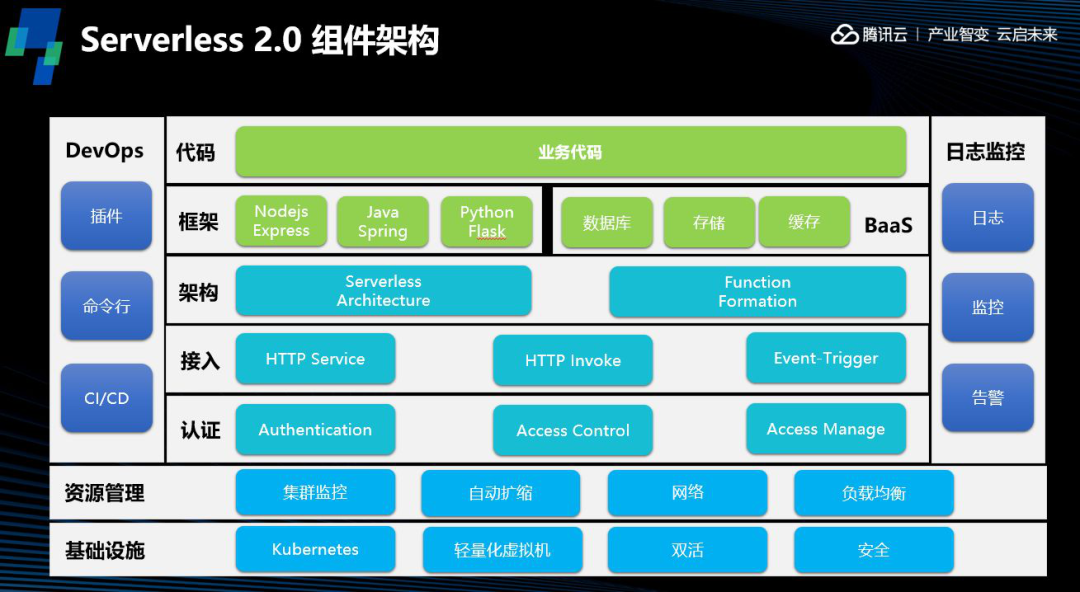 Serverless 2.0 组件架构
腾讯云 | 产业智变 云启未来
DevOps
插件
命令行
CI/CD
代码
业务代码
框架
Nodejs
Express
Java
Spring
Python
Flask
数据库
存储
缓存
BaaS
架构
Serverless
Architecture
Function
Formation
接入
HTTP Service
HTTP Invoke
Event-Trigger
认证
Authentication
Access Control
Access Manage
日志监控
日志
监控
告警
资源管理
集群监控
自动扩缩
网络
负载均衡
基础设施
Kubernetes
轻量化虚拟机
双活
安全